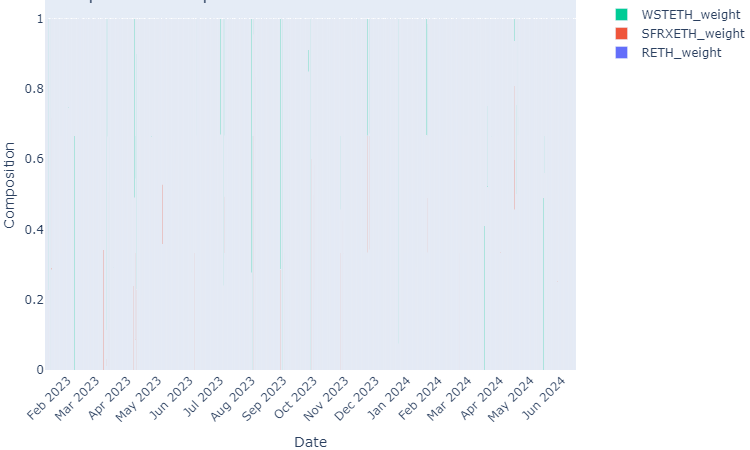 WSTETH_weight
SFRXETH_weight
RETH_weight
1
0.8
0.6
0.4
0.2
0
Composition
Feb 2023
Mar 2023
Apr 2023
May 2023
Jun 2023
Jul 2023
Aug 2023
Sep 2023
Oct 2023
Nov 2023
Dec 2023
Jan 2024
Feb 2024
Mar 2024
Apr 2024
May 2024
Jun 2024
Date